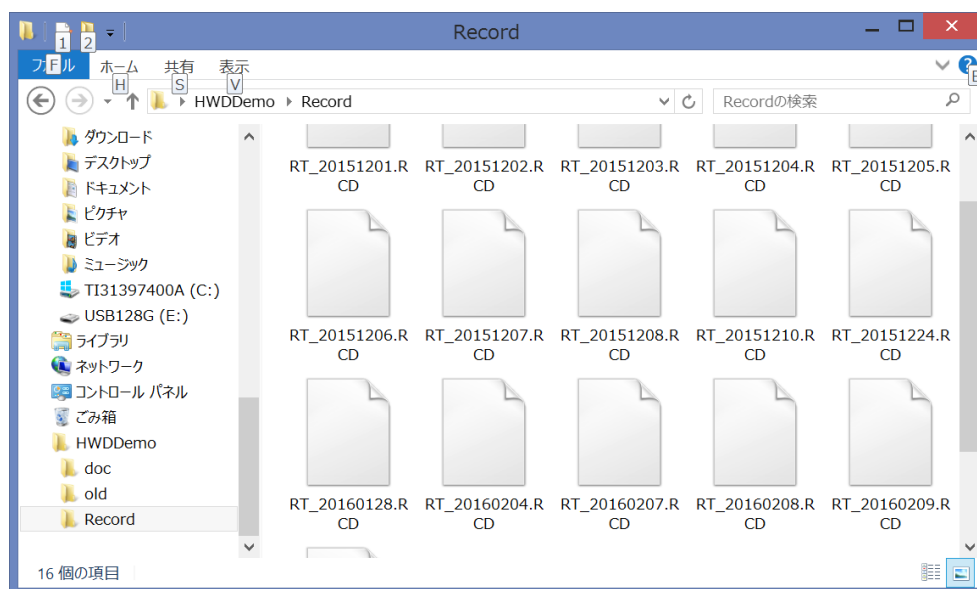 Record
1
2
ファイル
F
ホーム
共有
表示
H
S
V
E
HWDDemo
Record
Recordの検索
ダウンロード
デスクトップ
ドキュメント
ピクチャ
ビデオ
ミュージック
TI31397400A (C:)
USB128G (E:)
ライブラリ
ネットワーク
コントロール パネル
ごみ箱
HWDDemo
doc
old
Record
RT_20151201.R
CD
RT_20151202.R
CD
RT_20151203.R
CD
RT_20151204.R
CD
RT_20151205.R
CD
RT_20151206.R
CD
RT_20151207.R
CD
RT_20151208.R
CD
RT_20151210.R
CD
RT_20151224.R
CD
RT_20160128.R
CD
RT_20160204.R
CD
RT_20160207.R
CD
RT_20160208.R
CD
RT_20160209.R
CD
16 個の項目